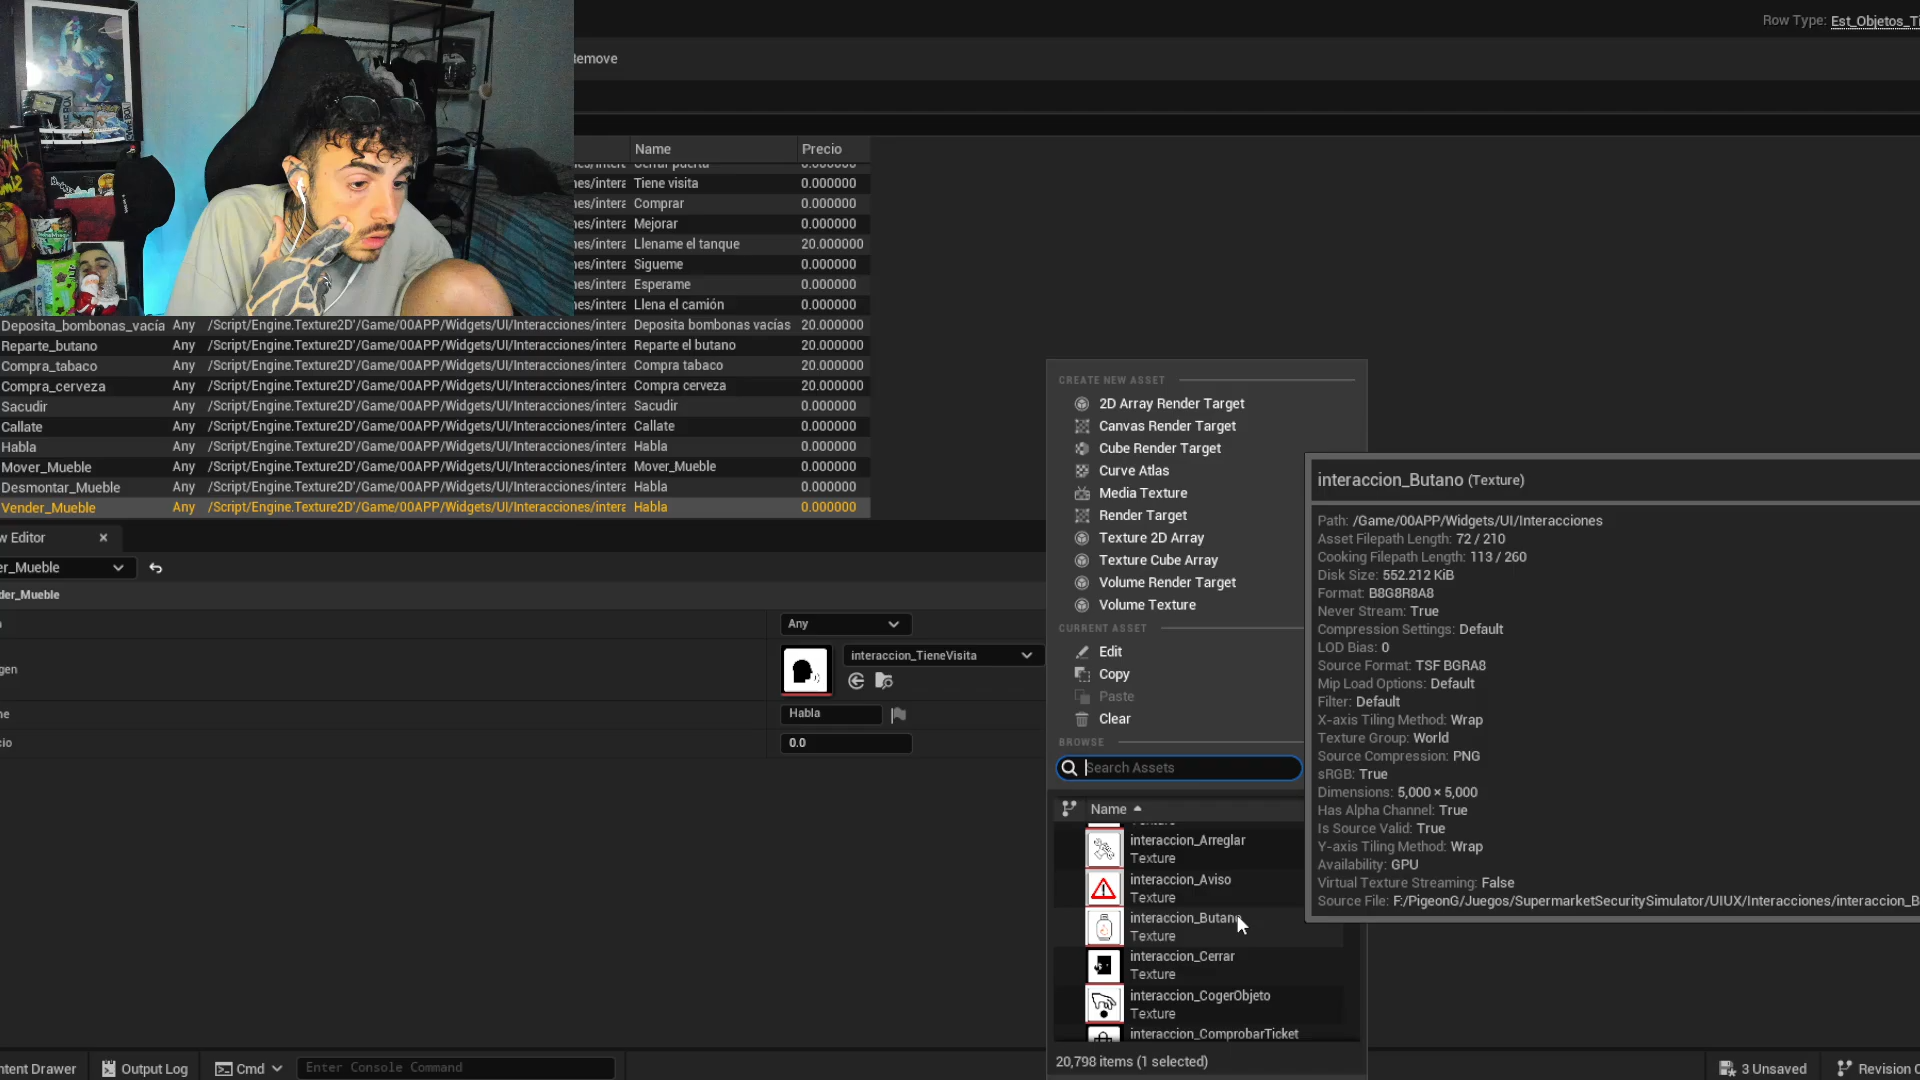 Row Type: Est_Objetos_Ti
Remove
Name Precio
Cerrar puerta 0.000000
nes/intera Tiene visita 0.000000
nes/intera Comprar 0.000000
nes/intera Mejorar 0.000000
nes/intera Llename el tanque 20.000000
nes/intera Sigueme 0.000000
nes/intera Esperame 0.000000
nes/intera Llena el camión 0.000000
Deposita_bombonas_vacia Any /Script/Engine.Texture2D'/Game/00APP/Widgets/UI/Interacciones/intera Deposita bombonas vacías 20.000000
Reparte_butano Any /Script/Engine.Texture2D'/Game/00APP/Widgets/UI/Interacciones/intera Reparte el butano 20.000000
Compra_tabaco Any /Script/Engine.Texture2D'/Game/00APP/Widgets/UI/Interacciones/intera Compra tabaco 20.000000
Compra_cerveza Any /Script/Engine.Texture2D'/Game/00APP/Widgets/UI/Interacciones/intera Compra cerveza 20.000000
Sacudir Any /Script/Engine.Texture2D'/Game/00APP/Widgets/UI/Interacciones/intera Sacudir 0.000000
Callate Any /Script/Engine.Texture2D'/Game/00APP/Widgets/UI/Interacciones/intera Callate 0.000000
Habla Any /Script/Engine.Texture2D'/Game/00APP/Widgets/UI/Interacciones/intera Habla 0.000000
Mover_Mueble Any /Script/Engine.Texture2D'/Game/00APP/Widgets/UI/Interacciones/intera Mover_Mueble 0.000000
Desmontar_Mueble Any /Script/Engine.Texture2D'/Game/00APP/Widgets/UI/Interacciones/intera Habla 0.000000
Vender_Mueble Any /Script/Engine.Texture2D'/Game/00APP/Widgets/UI/Interacciones/intera Habla 0.000000
w Editor
er_Mueble
der_Mueble
o Any
gen interaccion_TieneVisita
ne Habla
cio 0.0
CREATE NEW ASSET
2D Array Render Target
Canvas Render Target
Cube Render Target
Curve Atlas
Media Texture
Render Target
Texture 2D Array
Texture Cube Array
Volume Render Target
Volume Texture
CURRENT ASSET
Edit
Copy
Paste
Clear
BROWSE
Search Assets
Name
Texture
interaccion_Arreglar
Texture
interaccion_Aviso
Texture
interaccion_Butano
Texture
interaccion_Cerrar
Texture
interaccion_CogerObjeto
Texture
interaccion_ComprobarTicket
20,798 items (1 selected)
interaccion_Butano (Texture)
Path: /Game/00APP/Widgets/UI/Interacciones
Asset Filepath Length: 72 / 210
Cooking Filepath Length: 113 / 260
Disk Size: 552.212 KiB
Format: B8G8R8A8
Never Stream: True
Compression Settings: Default
LOD Bias: 0
Source Format: TSF BGRA8
Mip Load Options: Default
Filter: Default
X-axis Tiling Method: Wrap
Texture Group: World
Source Compression: PNG
sRGB: True
Dimensions: 5,000 × 5,000
Has Alpha Channel: True
Is Source Valid: True
Y-axis Tiling Method: Wrap
Availability: GPU
Virtual Texture Streaming: False
Source File: F:/PigeonG/Juegos/SupermarketSecuritySimulator/UIUX/Interacciones/interaccion_B
ntent Drawer Output Log Cmd Enter Console Command 3 Unsaved Revision C